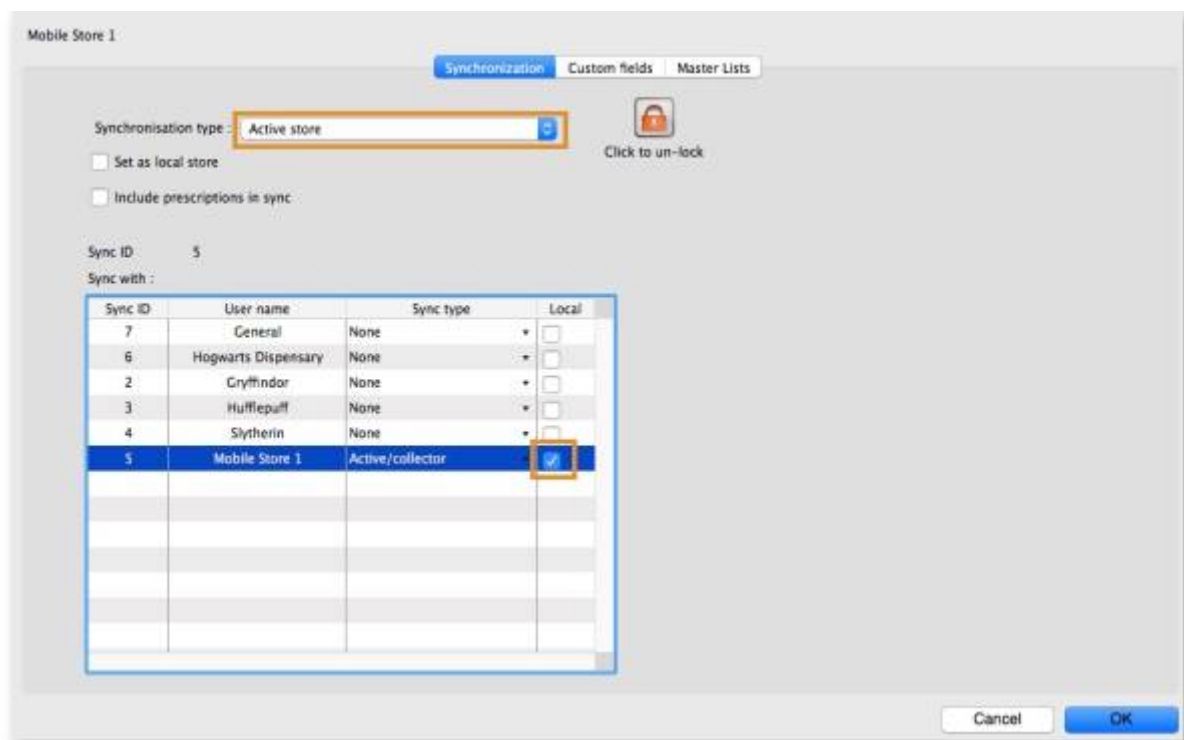 Mobile Store 1
Synchronization Custom fields Master Lists
Synchronisation type : Active store
Click to un-lock
Set as local store
Include prescriptions in sync
Sync ID 5
Sync with :
Sync ID User name Sync type Local
7 General None
6 Hogwarts Dispensary None
2 Gryffindor None
3 Hufflepuff None
4 Slytherin None
5 Mobile Store 1 Active/collector
Cancel OK